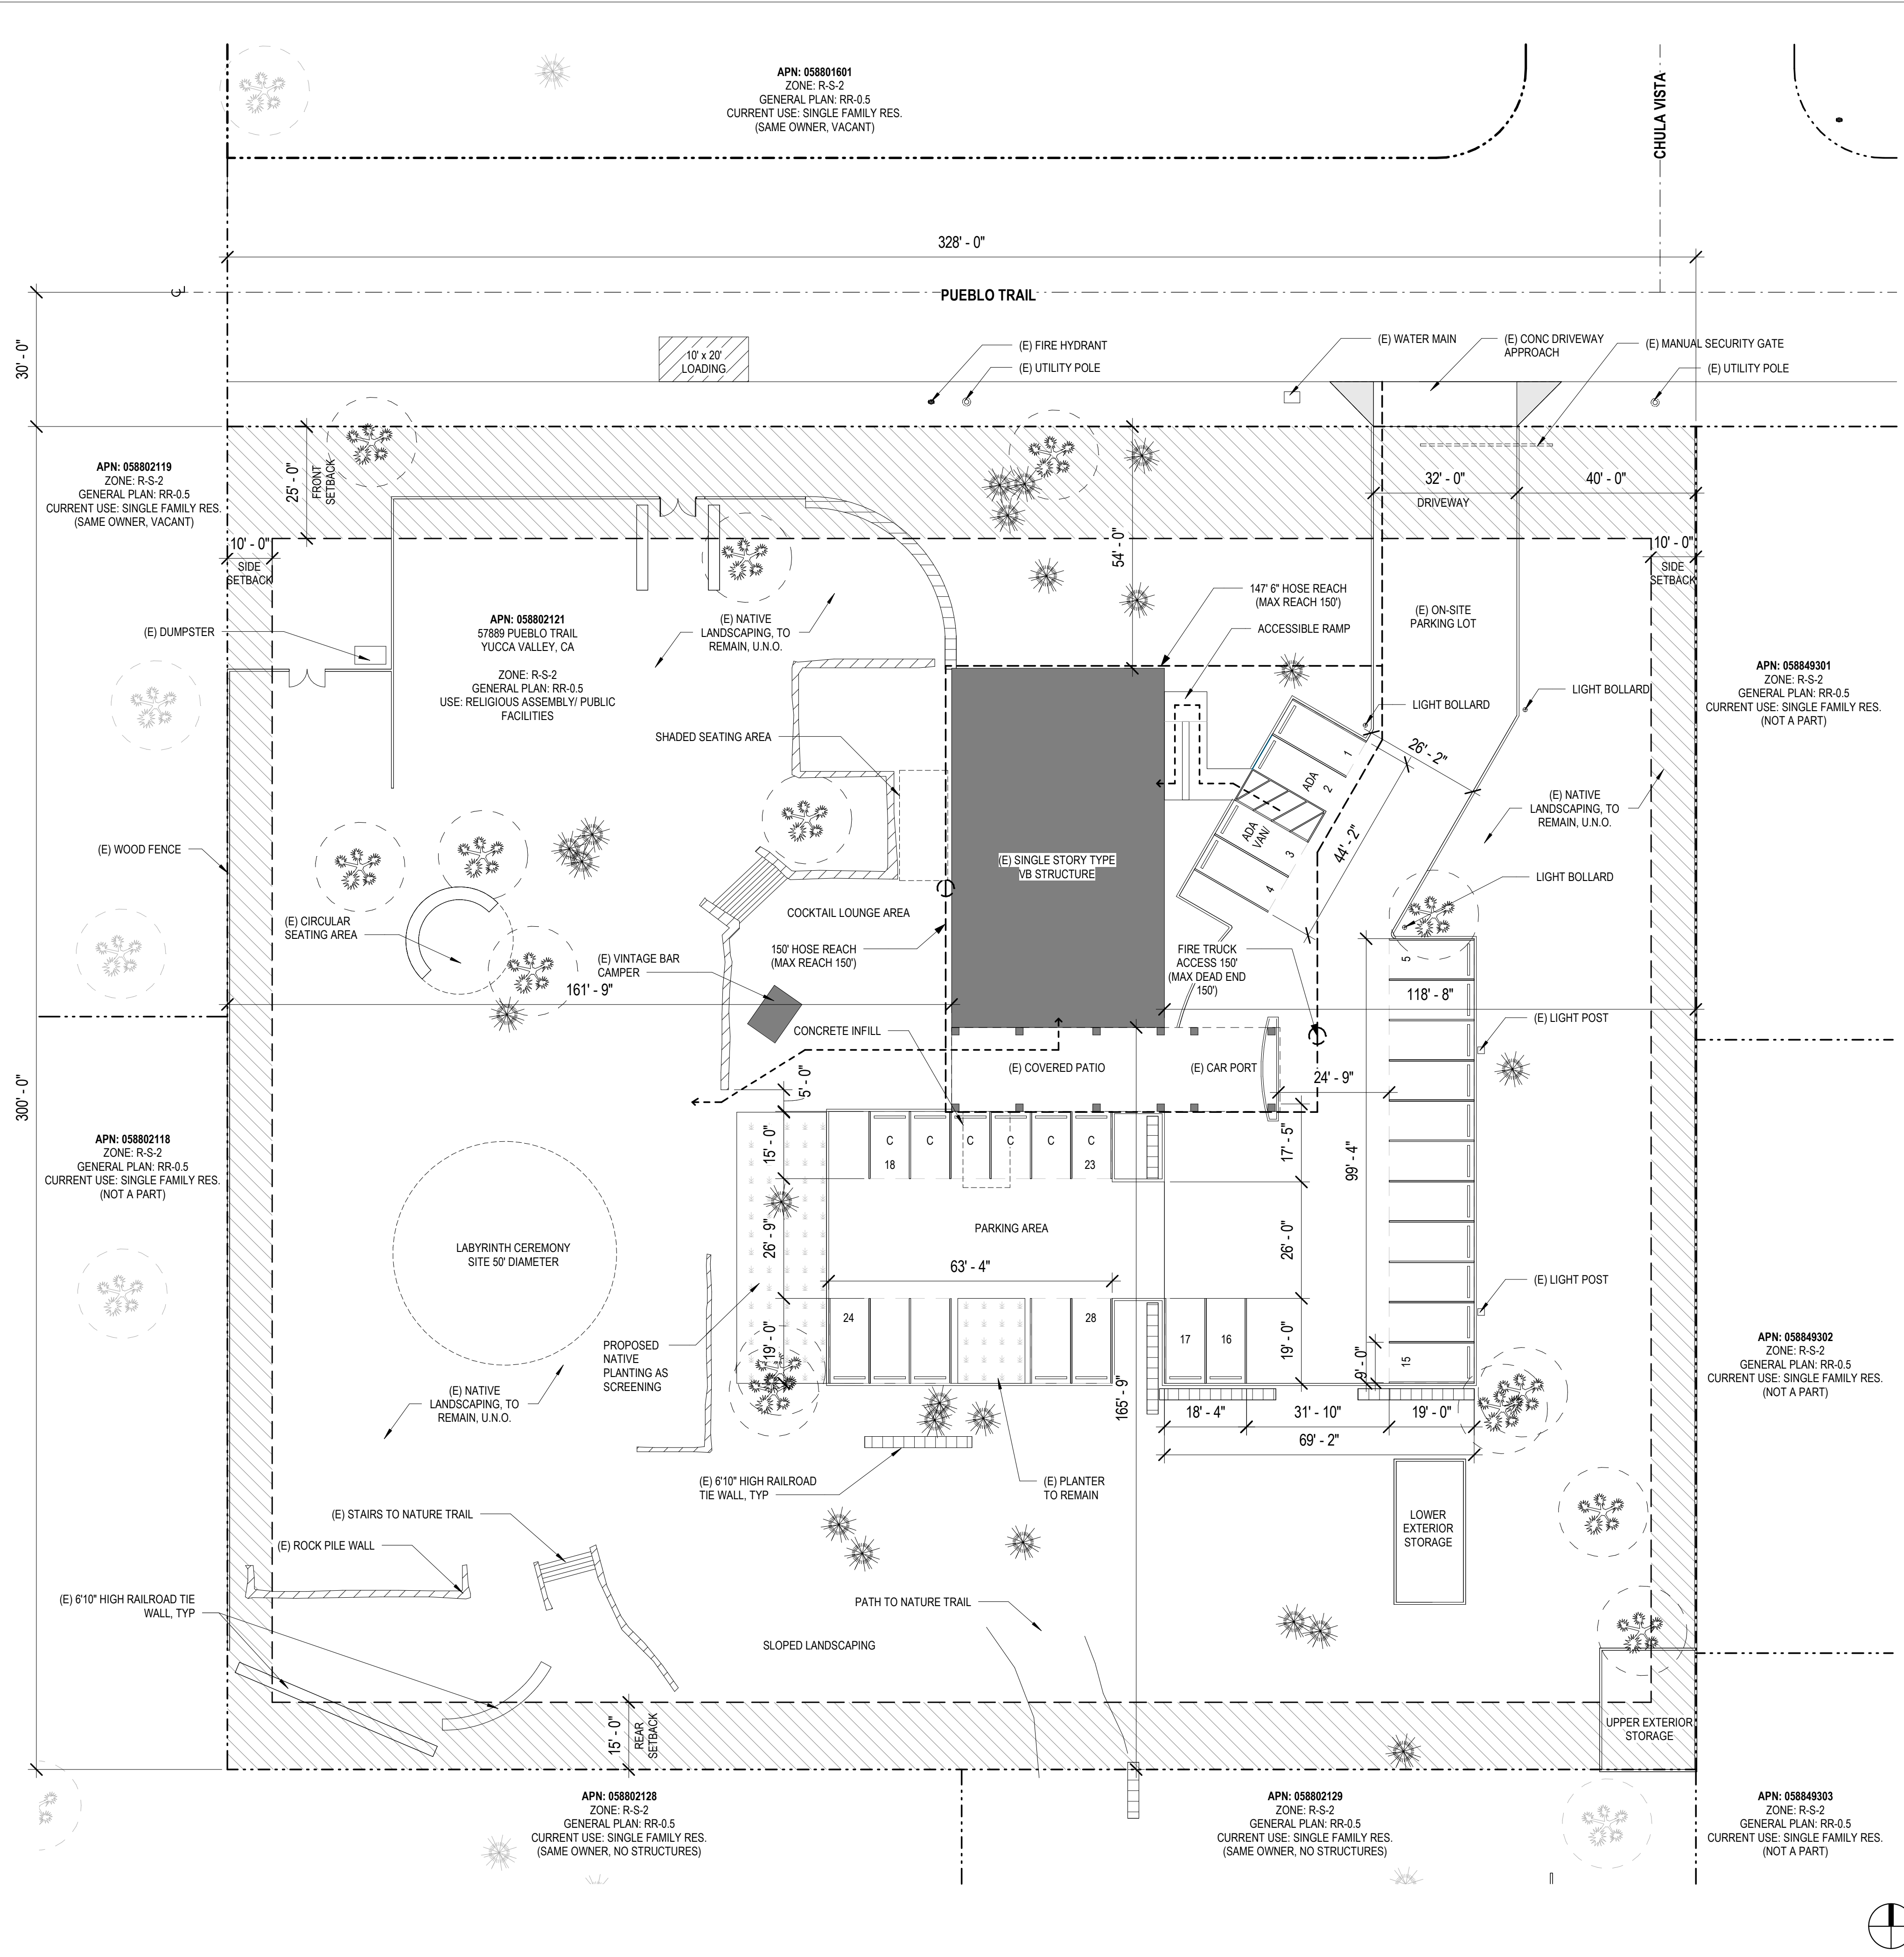 APN: 058801601
ZONE: R-S-2
GENERAL PLAN: RR-0.5
CURRENT USE: SINGLE FAMILY RES.
(SAME OWNER, VACANT)
CHULA VISTA
328' - 0"
PUEBLO TRAIL
30' - 0"
10' x 20'
LOADING
(E) FIRE HYDRANT
(E) UTILITY POLE
(E) WATER MAIN
(E) CONC DRIVEWAY
APPROACH
(E) MANUAL SECURITY GATE
(E) UTILITY POLE
APN: 058802119
ZONE: R-S-2
GENERAL PLAN: RR-0.5
CURRENT USE: SINGLE FAMILY RES.
(SAME OWNER, VACANT)
25' - 0"
FRONT
SETBACK
32' - 0"
DRIVEWAY
40' - 0"
10' - 0"
SIDE
SETBACK
54' - 0"
10' - 0"
SIDE
SETBACK
147' 6" HOSE REACH
(MAX REACH 150')
ACCESSIBLE RAMP
(E) ON-SITE
PARKING LOT
(E) DUMPSTER
APN: 058802121
57889 PUEBLO TRAIL
YUCCA VALLEY, CA
ZONE: R-S-2
GENERAL PLAN: RR-0.5
USE: RELIGIOUS ASSEMBLY/ PUBLIC
FACILITIES
(E) NATIVE
LANDSCAPING, TO
REMAIN, U.N.O.
APN: 058849301
ZONE: R-S-2
GENERAL PLAN: RR-0.5
CURRENT USE: SINGLE FAMILY RES.
(NOT A PART)
LIGHT BOLLARD
LIGHT BOLLARD
SHADED SEATING AREA
26' - 2"
1
ADA
2
ADA
VAN/
3
4
44' - 2"
(E) NATIVE
LANDSCAPING, TO
REMAIN, U.N.O.
(E) WOOD FENCE
(E) SINGLE STORY TYPE
VB STRUCTURE
LIGHT BOLLARD
(E) CIRCULAR
SEATING AREA
COCKTAIL LOUNGE AREA
150' HOSE REACH
(MAX REACH 150')
(E) VINTAGE BAR
CAMPER
FIRE TRUCK
ACCESS 150'
(MAX DEAD END
150')
5
161' - 9"
118' - 8"
CONCRETE INFILL
(E) LIGHT POST
(E) COVERED PATIO
(E) CAR PORT
24' - 9"
300' - 0"
5' - 0"
APN: 058802118
ZONE: R-S-2
GENERAL PLAN: RR-0.5
CURRENT USE: SINGLE FAMILY RES.
(NOT A PART)
15' - 0"
C
C
C
C
C
C
18
23
17' - 5"
99' - 4"
PARKING AREA
26' - 9"
26' - 0"
LABYRINTH CEREMONY
SITE 50' DIAMETER
63' - 4"
(E) LIGHT POST
24
28
17
16
19' - 0"
19' - 0"
9' - 0"
15
PROPOSED
NATIVE
PLANTING AS
SCREENING
APN: 058849302
ZONE: R-S-2
GENERAL PLAN: RR-0.5
CURRENT USE: SINGLE FAMILY RES.
(NOT A PART)
(E) NATIVE
LANDSCAPING, TO
REMAIN, U.N.O.
165' - 9"
18' - 4"
31' - 10"
19' - 0"
69' - 2"
(E) 6'10" HIGH RAILROAD
TIE WALL, TYP
(E) PLANTER
TO REMAIN
(E) STAIRS TO NATURE TRAIL
LOWER
EXTERIOR
STORAGE
(E) ROCK PILE WALL
(E) 6'10" HIGH RAILROAD TIE
WALL, TYP
PATH TO NATURE TRAIL
SLOPED LANDSCAPING
15' - 0"
REAR
SETBACK
UPPER EXTERIOR
STORAGE
APN: 058802128
ZONE: R-S-2
GENERAL PLAN: RR-0.5
CURRENT USE: SINGLE FAMILY RES.
(SAME OWNER, NO STRUCTURES)
APN: 058802129
ZONE: R-S-2
GENERAL PLAN: RR-0.5
CURRENT USE: SINGLE FAMILY RES.
(SAME OWNER, NO STRUCTURES)
APN: 058849303
ZONE: R-S-2
GENERAL PLAN: RR-0.5
CURRENT USE: SINGLE FAMILY RES.
(NOT A PART)